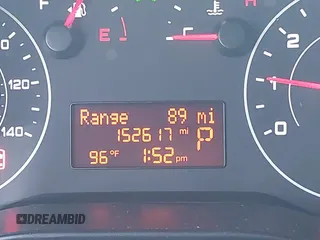 F H
E
120
140
2
1
0
Range 89 mi
152617 mi P
96°F 1:52 pm
DREAMBID